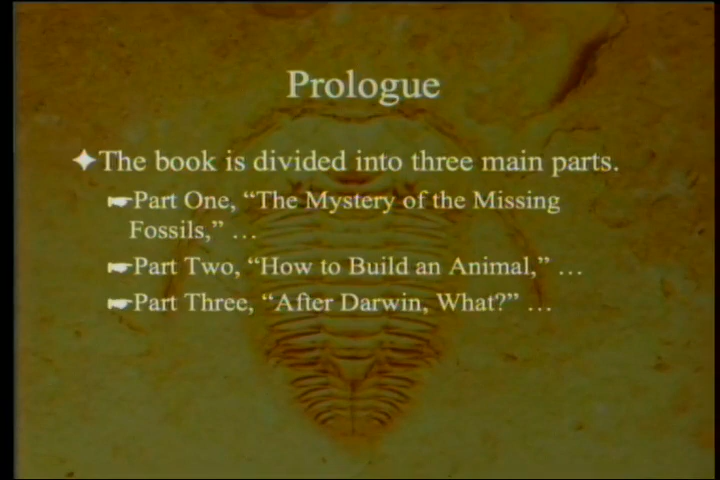 Prologue
The book is divided into three main parts.
Part One, “The Mystery of the Missing
Fossils,” …
Part Two, “How to Build an Animal,” …
Part Three, “After Darwin, What?” …